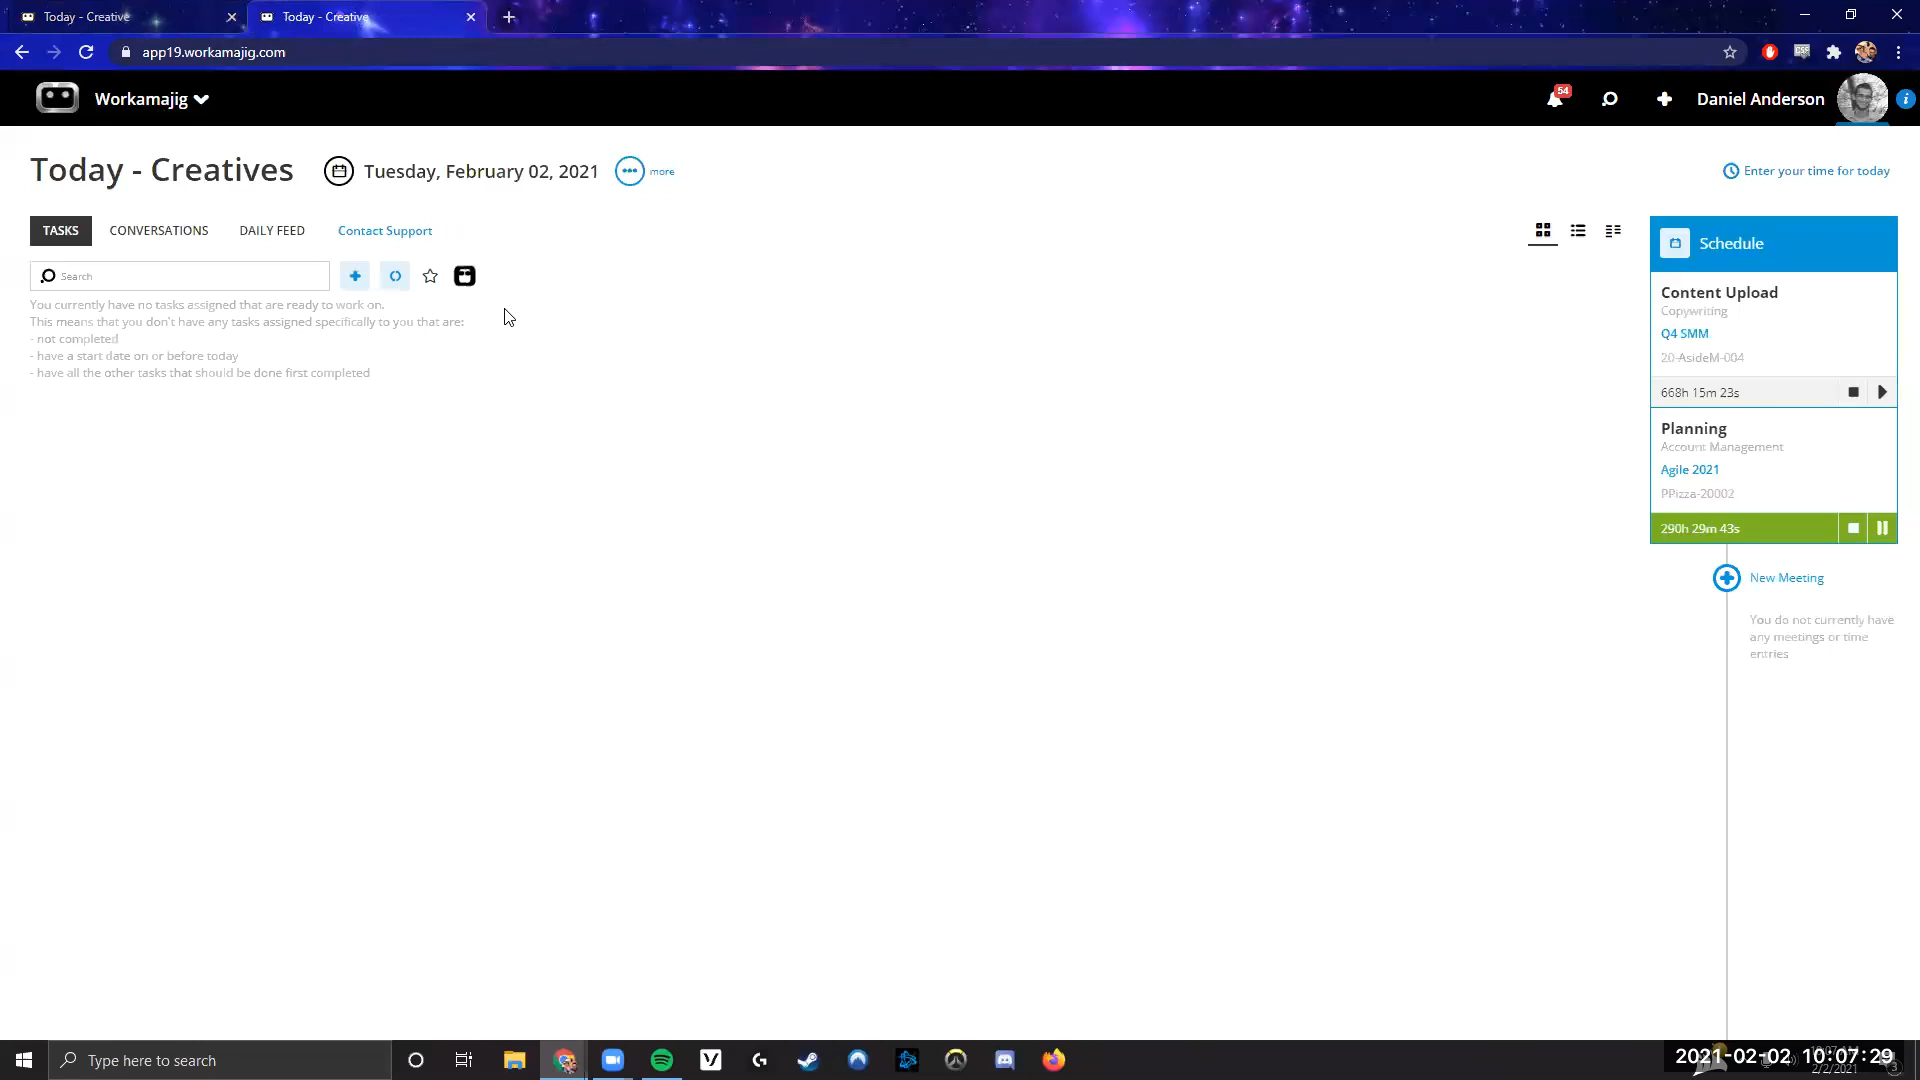 Today - Creative
Today - Creative
app19.workamajig.com
Workamajig
54
Daniel Anderson
Today - Creatives
Tuesday, February 02, 2021
more
Enter your time for today
TASKS
CONVERSATIONS
DAILY FEED
Contact Support
Search
You currently have no tasks assigned that are ready to work on.
This means that you don't have any tasks assigned specifically to you that are:
- not completed
- have a start date on or before today
- have all the other tasks that should be done first completed
Schedule
Content Upload
Copywriting
Q4 SMM
20-AsideM-004
668h 15m 23s
Planning
Account Management
Agile 2021
PPizza-20002
290h 29m 43s
New Meeting
You do not currently have
any meetings or time
entries
Type here to search
2021-02-02 10:07:29
2/2/2021
3